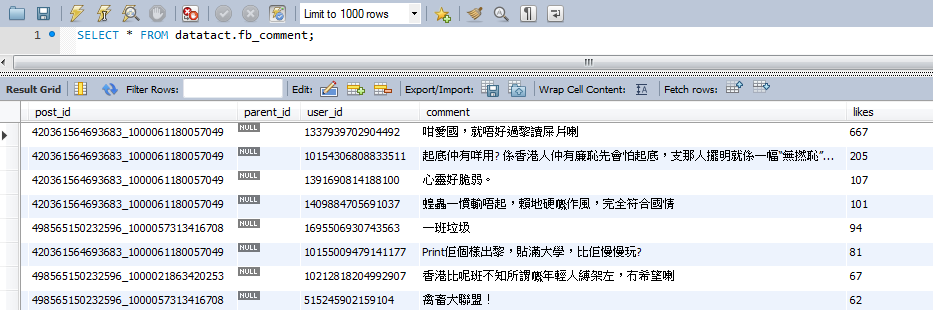 Limit to 1000 rows
1 SELECT * FROM datatact.fb_comment;
Result Grid Filter Rows: Edit: Export/Import: Wrap Cell Content: Fetch rows:
post_id parent_id user_id comment likes
420361564693683_1000061180057049 NULL 1337939702904492 咁愛國，就唔好過黎讀屎片喇 667
420361564693683_1000061180057049 NULL 10154306808833511 起底仲有咩用? 係香港人仲有廉恥先會怕起底，支那人擺明就係一幅"無撚恥"... 205
420361564693683_1000061180057049 NULL 1391690814188100 心靈好脆弱。 107
420361564693683_1000061180057049 NULL 1409884705691037 蝗蟲一慣輸唔起，賴地硬嘅作風，完全符合國情 101
498565150232596_1000057313416708 NULL 1695506930743563 一班垃圾 94
420361564693683_1000061180057049 NULL 10155009479141177 Print佢個樣出黎，貼滿大學，比佢慢慢玩? 81
498565150232596_1000021863420253 NULL 10212818204992907 香港比呢班不知所謂嘅年輕人縛架左，冇希望喇 67
498565150232596_1000057313416708 NULL 515245902159104 禽畜大聯盟！ 62